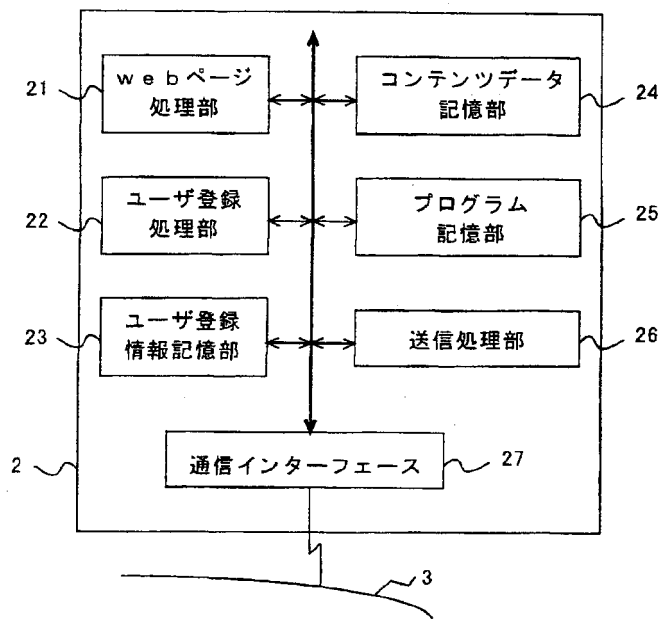 21
ｗｅｂページ
処理部
コンテンツデータ
記憶部
24
22
ユーザ登録
処理部
プログラム
記憶部
25
23
ユーザ登録
情報記憶部
送信処理部
26
2
通信インターフェース
27
3